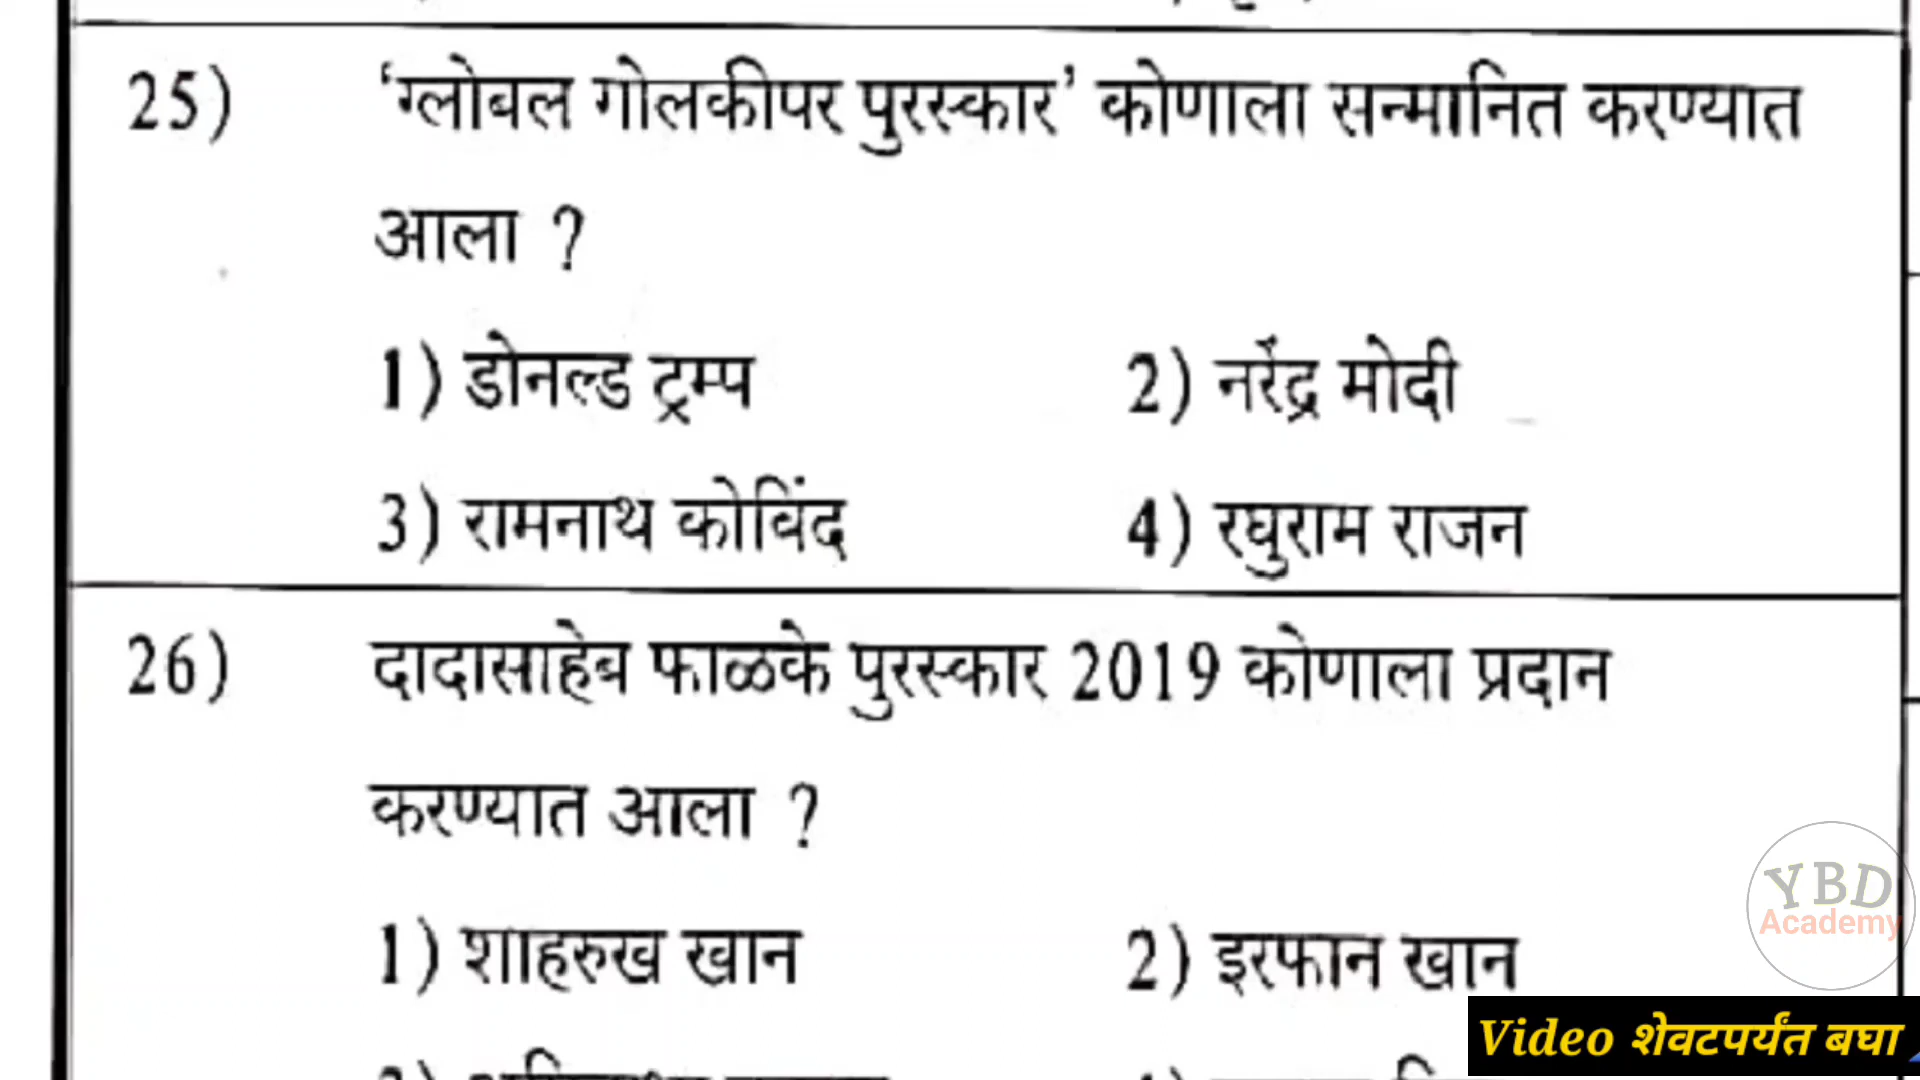 25) ‘ग्लोबल गोलकीपर पुरस्कार’ कोणाला सन्मानित करण्यात
आला ?
1) डोनल्ड ट्रम्प 2) नरेंद्र मोदी
3) रामनाथ कोविंद 4) रघुराम राजन
26) दादासाहेब फाळके पुरस्कार 2019 कोणाला प्रदान
करण्यात आला ?
1) शाहरुख खान 2) इरफान खान
YBD
Academy
Video शेवटपर्यंत बघा